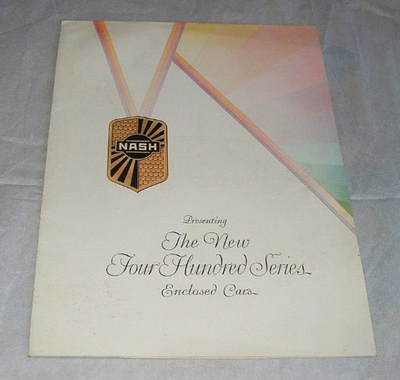 NASH
Presenting
The New
Four Hundred Series
Enclosed Cars